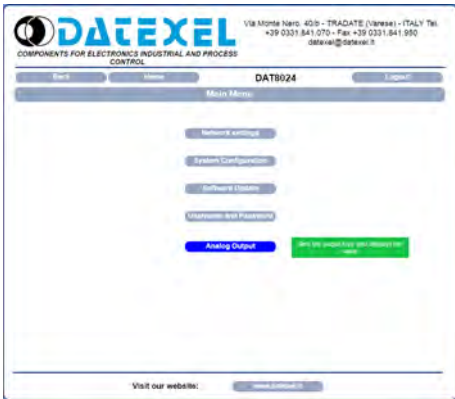 DATEXEL
Via Monte Nero, 40/b - TRADATE (Varese) - ITALY Tel.
+39 0331.841.070 - Fax +39 0331.841.950
datexel@datexel.it
COMPONENTS FOR ELECTRONICS INDUSTRIAL AND PROCESS
CONTROL
Back Home DAT8024 Logout
Main Menu
Network settings
System Configuration
Software Update
Username and Password
Analog Output
Visit our website: www.datexel.it